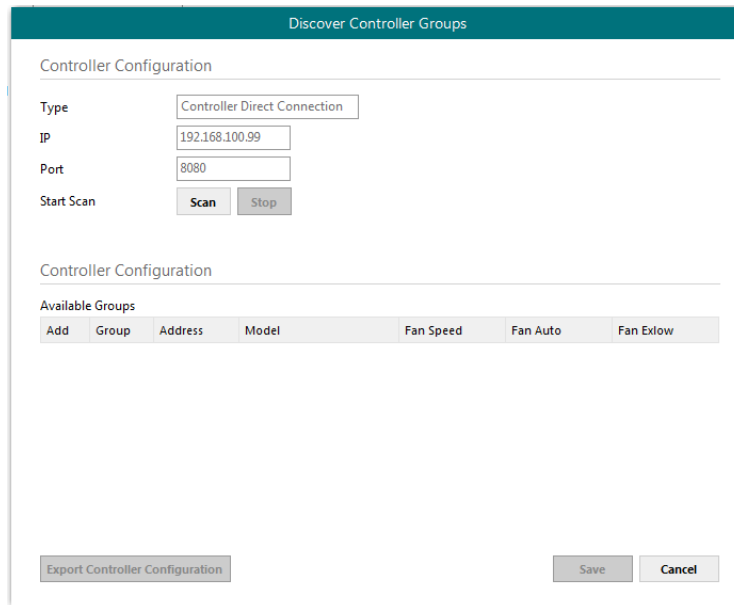 Discover Controller Groups
Controller Configuration
Type Controller Direct Connection
IP 192.168.100.99
Port 8080
Start Scan Scan Stop
Controller Configuration
Available Groups
Add Group Address Model Fan Speed Fan Auto Fan Exlow
Export Controller Configuration Save Cancel